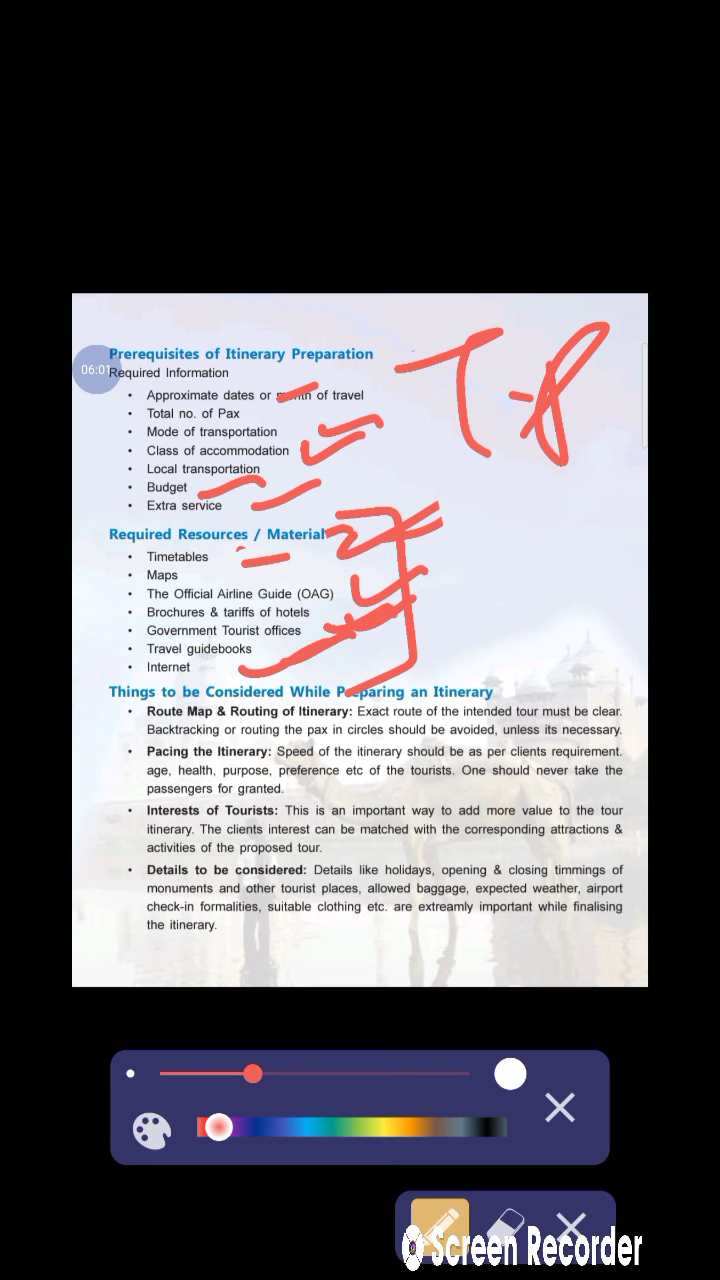 Prerequisites of Itinerary Preparation
06:01
Required Information
• Approximate dates or month of travel
• Total no. of Pax
• Mode of transportation
• Class of accommodation
• Local transportation
• Budget
• Extra service
Required Resources / Material
• Timetables
• Maps
• The Official Airline Guide (OAG)
• Brochures & tariffs of hotels
• Government Tourist offices
• Travel guidebooks
• Internet
Things to be Considered While Preparing an Itinerary
• Route Map & Routing of Itinerary: Exact route of the intended tour must be clear.
Backtracking or routing the pax in circles should be avoided, unless its necessary.
• Pacing the Itinerary: Speed of the itinerary should be as per clients requirement.
age, health, purpose, preference etc of the tourists. One should never take the
passengers for granted.
• Interests of Tourists: This is an important way to add more value to the tour
itinerary. The clients interest can be matched with the corresponding attractions &
activities of the proposed tour.
• Details to be considered: Details like holidays, opening & closing timmings of
monuments and other tourist places, allowed baggage, expected weather, airport
check-in formalities, suitable clothing etc. are extreamly important while finalising
the itinerary.
Screen Recorder